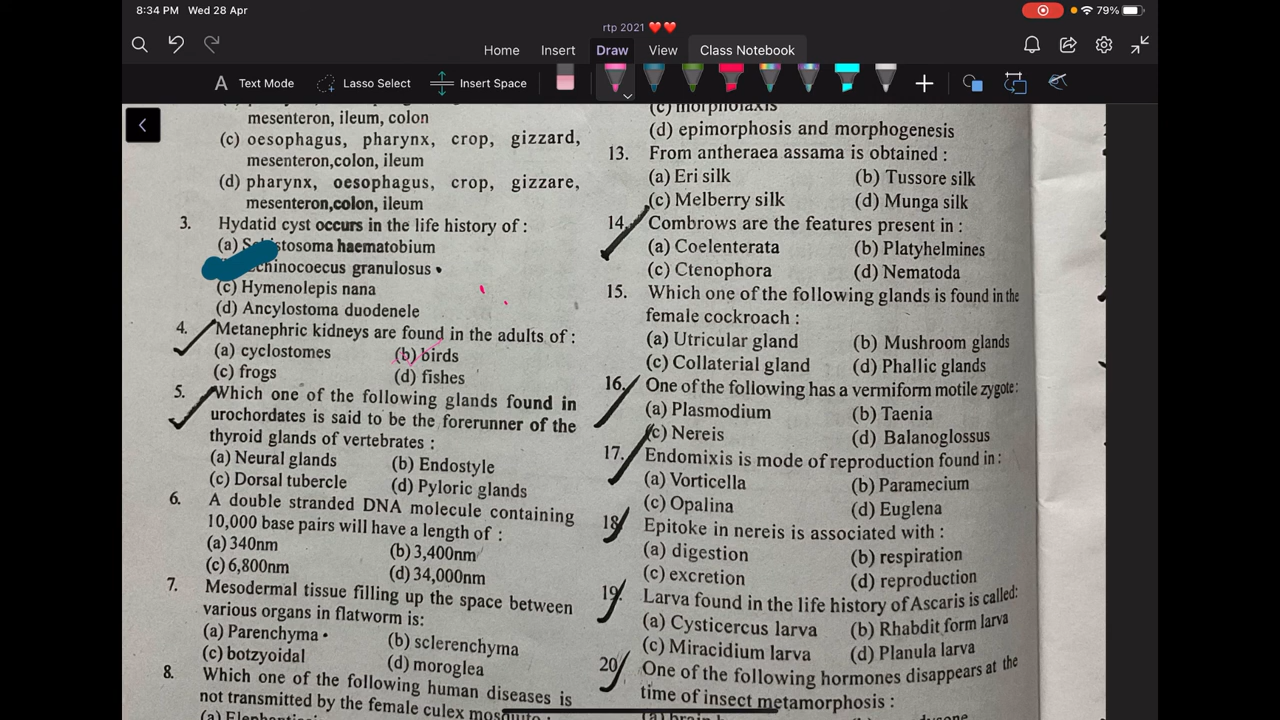 8:34 PM Wed 28 Apr
79%
rtp 2021 ❤️❤️
Home Insert Draw View Class Notebook
Text Mode Lasso Select Insert Space
mesenteron, ileum, colon
(c) oesophagus, pharynx, crop, gizzard,
mesenteron,colon, ileum
(d) pharynx, oesophagus, crop, gizzare,
mesenteron,colon, ileum
3. Hydatid cyst occurs in the life history of :
(a) Schistosoma haematobium
chinocoecus granulosus
(c) Hymenolepis nana
(d) Ancylostoma duodenele
4. Metanephric kidneys are found in the adults of :
(a) cyclostomes (b) birds
(c) frogs (d) fishes
5. Which one of the following glands found in
urochordates is said to be the forerunner of the
thyroid glands of vertebrates :
(a) Neural glands (b) Endostyle
(c) Dorsal tubercle (d) Pyloric glands
6. A double stranded DNA molecule containing
10,000 base pairs will have a length of :
(a) 340nm (b) 3,400nm
(c) 6,800nm (d) 34,000nm
7. Mesodermal tissue filling up the space between
various organs in flatworm is:
(a) Parenchyma (b) sclerenchyma
(c) botzyoidal (d) moroglea
8. Which one of the following human diseases is
not transmitted by the female culex mosquito :
(c) morpholaxis
(d) epimorphosis and morphogenesis
13. From antheraea assama is obtained :
(a) Eri silk (b) Tussore silk
(c) Melberry silk (d) Munga silk
14. Combrows are the features present in :
(a) Coelenterata (b) Platyhelmines
(c) Ctenophora (d) Nematoda
15. Which one of the following glands is found in the
female cockroach :
(a) Utricular gland (b) Mushroom glands
(c) Collaterial gland (d) Phallic glands
16. One of the following has a vermiform motile zygote:
(a) Plasmodium (b) Taenia
(c) Nereis (d) Balanoglossus
17. Endomixis is mode of reproduction found in :
(a) Vorticella (b) Paramecium
(c) Opalina (d) Euglena
18. Epitoke in nereis is associated with :
(a) digestion (b) respiration
(c) excretion (d) reproduction
19. Larva found in the life history of Ascaris is called:
(a) Cysticercus larva (b) Rhabdit form larva
(c) Miracidium larva (d) Planula larva
20. One of the following hormones disappears at the
time of insect metamorphosis :